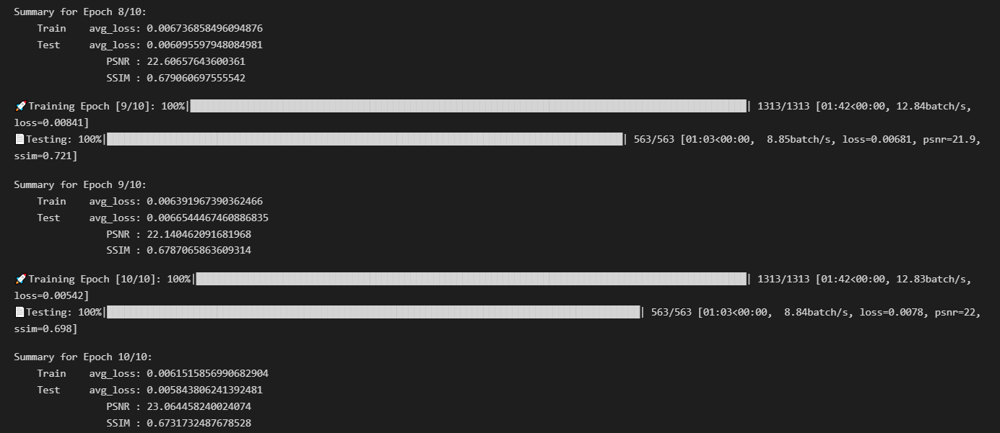 Summary for Epoch 8/10:
Train avg_loss: 0.006736858496094876
Test avg_loss: 0.006095597948084981
PSNR : 22.60657643600361
SSIM : 0.679060697555542
🚀Training Epoch [9/10]: 100%|██████████| 1313/1313 [01:42<00:00, 12.84batch/s,
loss=0.00841]
📄Testing: 100%|██████████| 563/563 [01:03<00:00,  8.85batch/s, loss=0.00681, psnr=21.9,
ssim=0.721]
Summary for Epoch 9/10:
Train avg_loss: 0.006391967390362466
Test avg_loss: 0.0066544467460886835
PSNR : 22.140462091681968
SSIM : 0.6787065863609314
🚀Training Epoch [10/10]: 100%|██████████| 1313/1313 [01:42<00:00, 12.83batch/s,
loss=0.00542]
📄Testing: 100%|██████████| 563/563 [01:03<00:00,  8.84batch/s, loss=0.0078, psnr=22,
ssim=0.698]
Summary for Epoch 10/10:
Train avg_loss: 0.0061515856990682904
Test avg_loss: 0.005843806241392481
PSNR : 23.064458240024074
SSIM : 0.6731732487678528